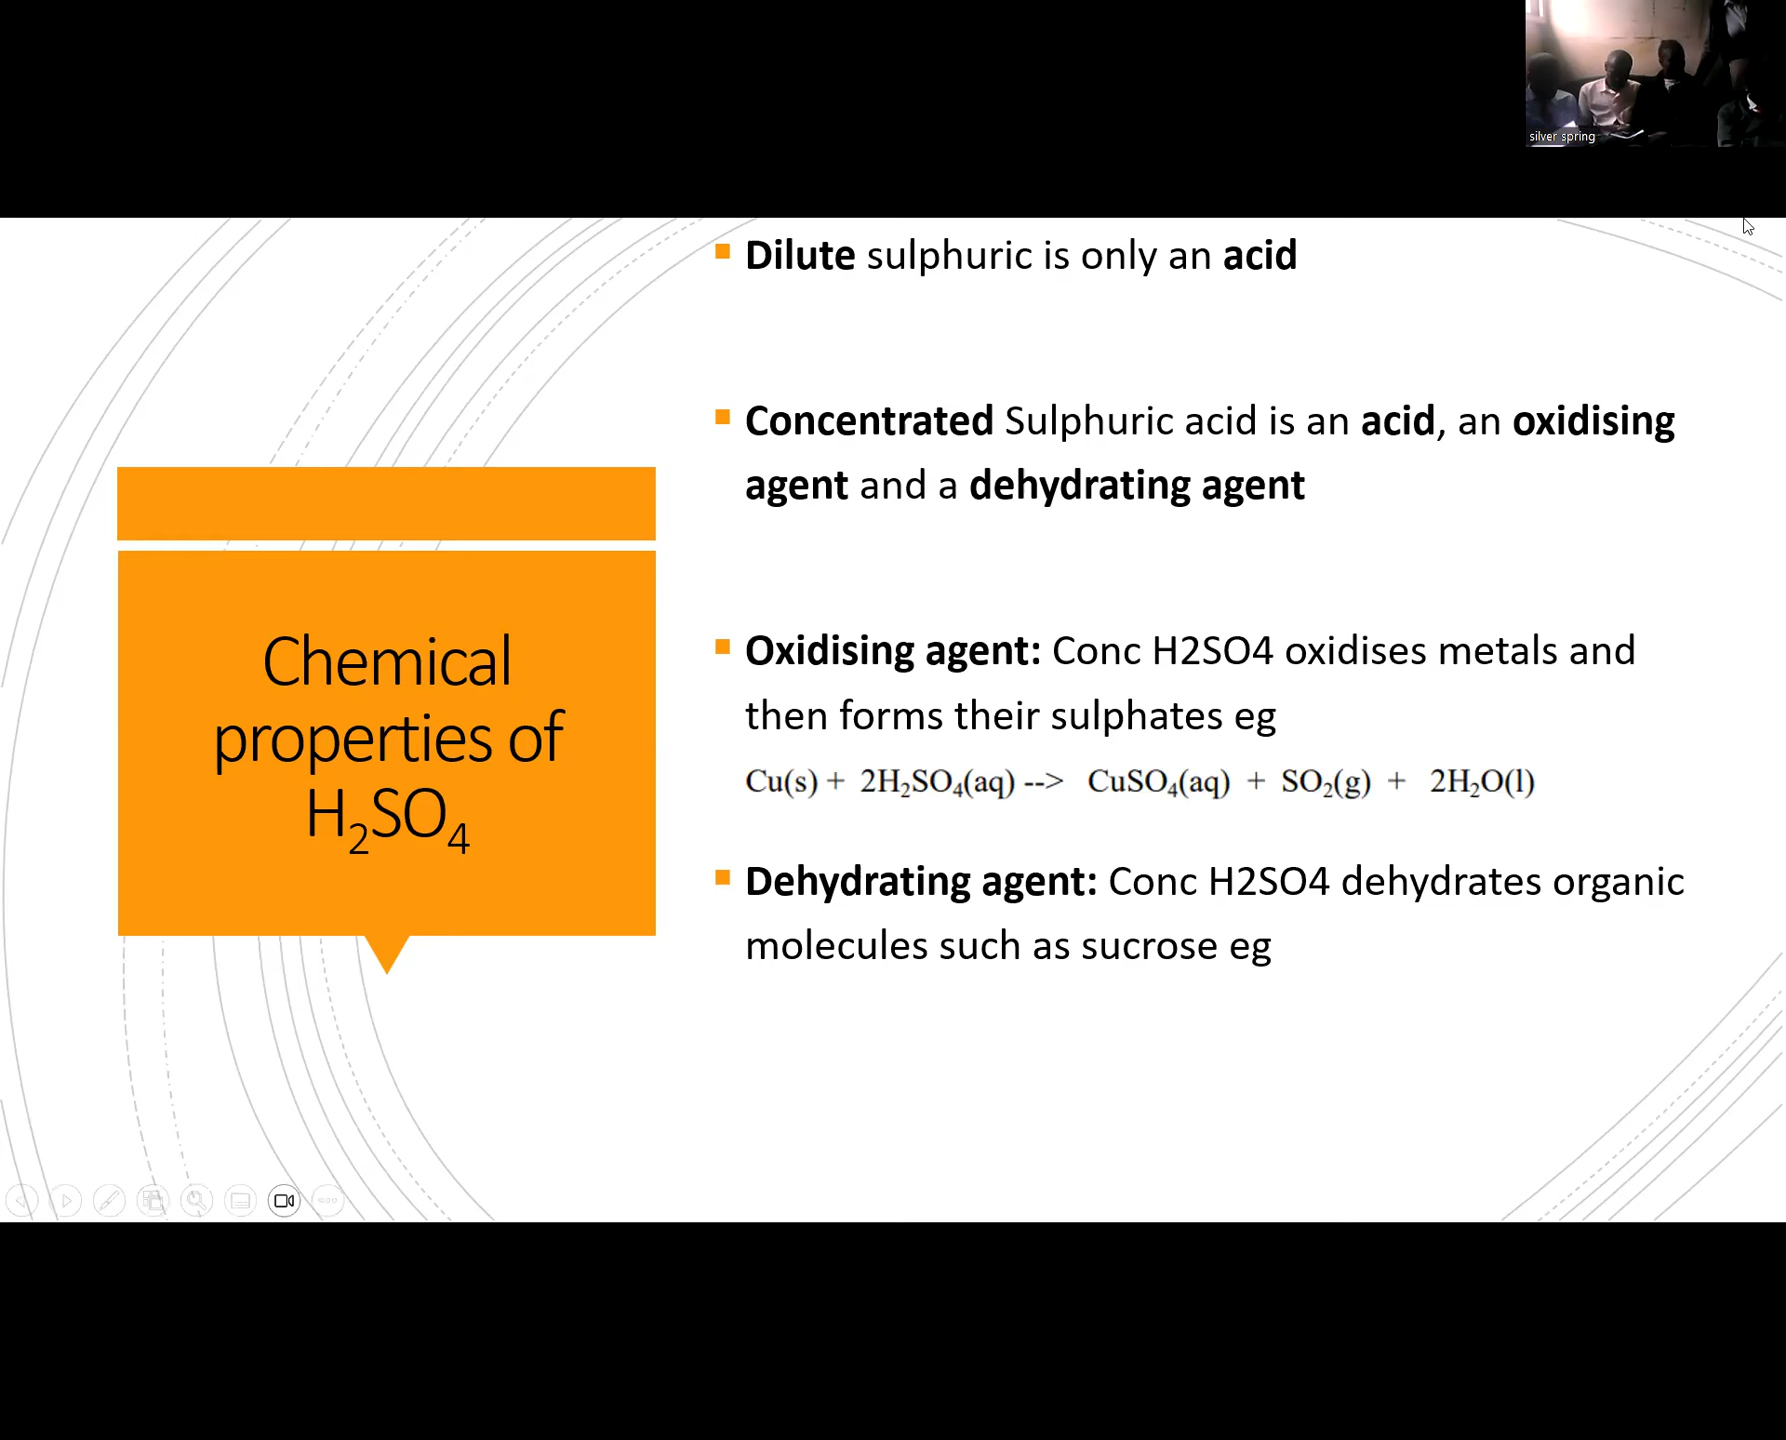 silver spring
Dilute sulphuric is only an acid
Concentrated Sulphuric acid is an acid, an oxidising
agent and a dehydrating agent
Chemical
properties of
H₂SO₄
Oxidising agent: Conc H2SO4 oxidises metals and
then forms their sulphates eg
Cu(s) + 2H₂SO₄(aq) --> CuSO₄(aq) + SO₂(g) + 2H₂O(l)
Dehydrating agent: Conc H2SO4 dehydrates organic
molecules such as sucrose eg